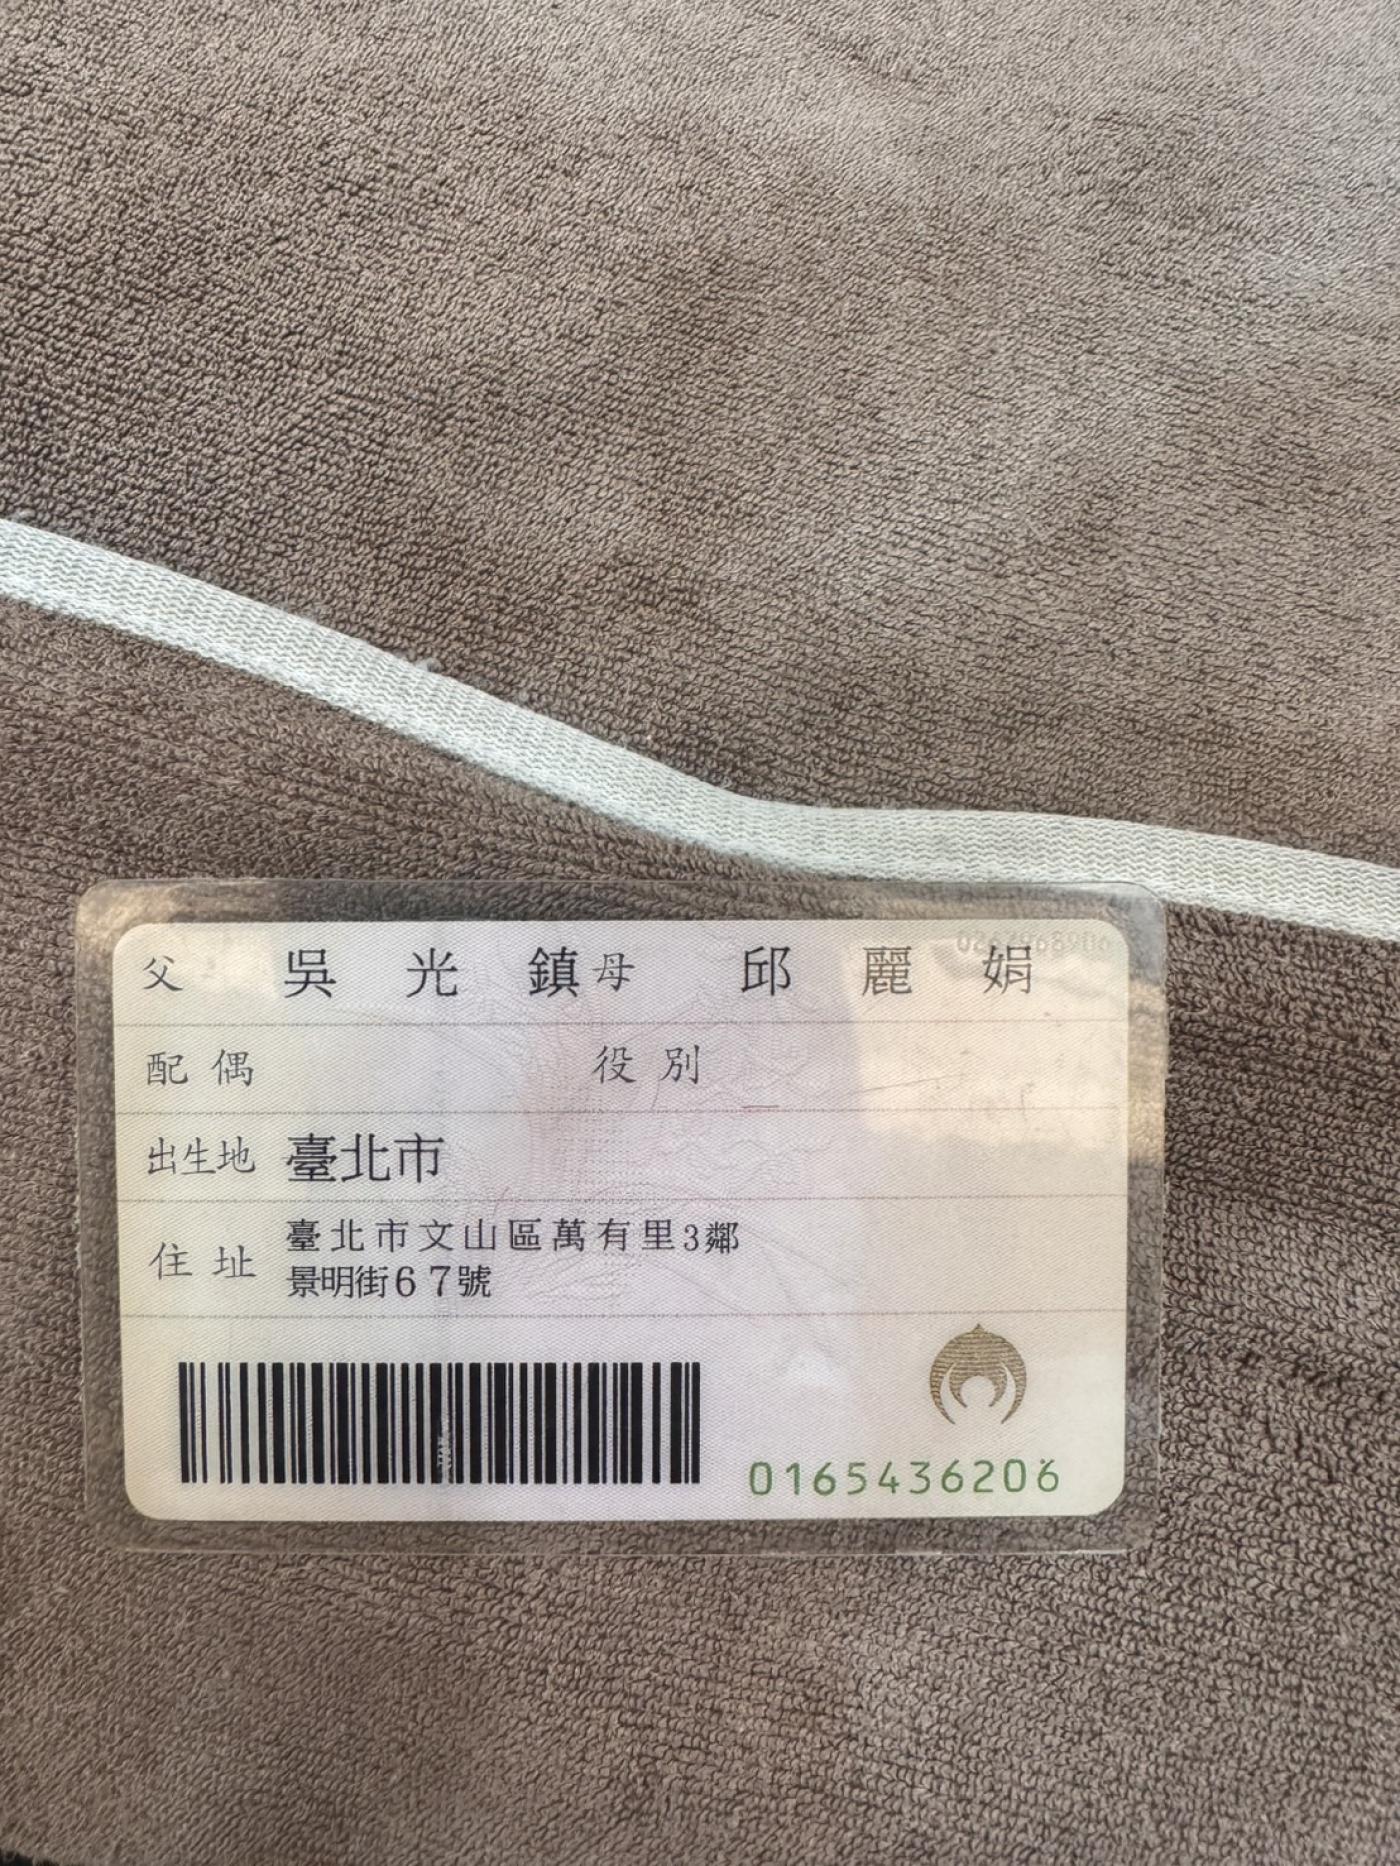 父 吳光鎮 母 邱麗娟
配偶 役別
出生地 臺北市
住址 臺北市文山區萬有里3鄰
景明街67號
0165436206